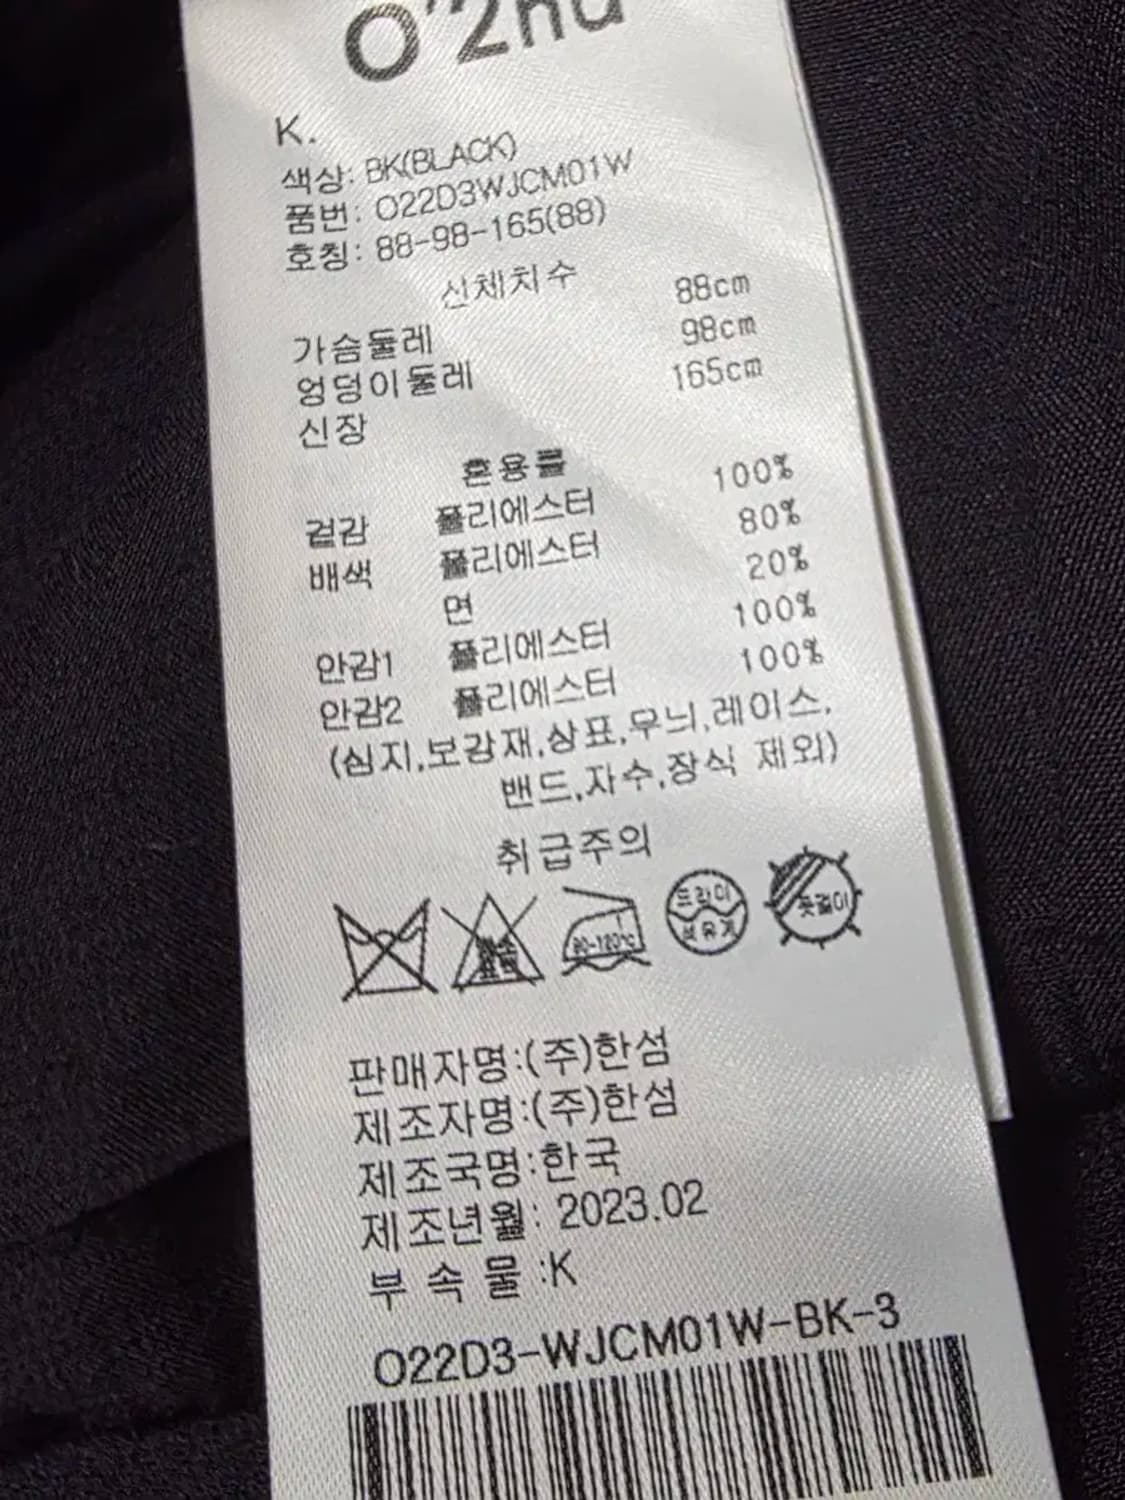 O'2nd
K.
색상: BK(BLACK)
품번: O22D3WJCM01W
호칭: 88-98-165(88)
신체치수
가슴둘레 88cm
엉덩이둘레 98cm
신장 165cm
혼용률
겉감 폴리에스터 100%
배색 폴리에스터 80%
면 20%
안감1 폴리에스터 100%
안감2 폴리에스터 100%
(심지,보강재,상표,무늬,레이스,
밴드,자수,장식 제외)
취급주의
80-120℃
드라이
석유계
옷걸이
판매자명:(주)한섬
제조자명:(주)한섬
제조국명:한국
제조년월: 2023.02
부 속 물 :K
O22D3-WJCM01W-BK-3